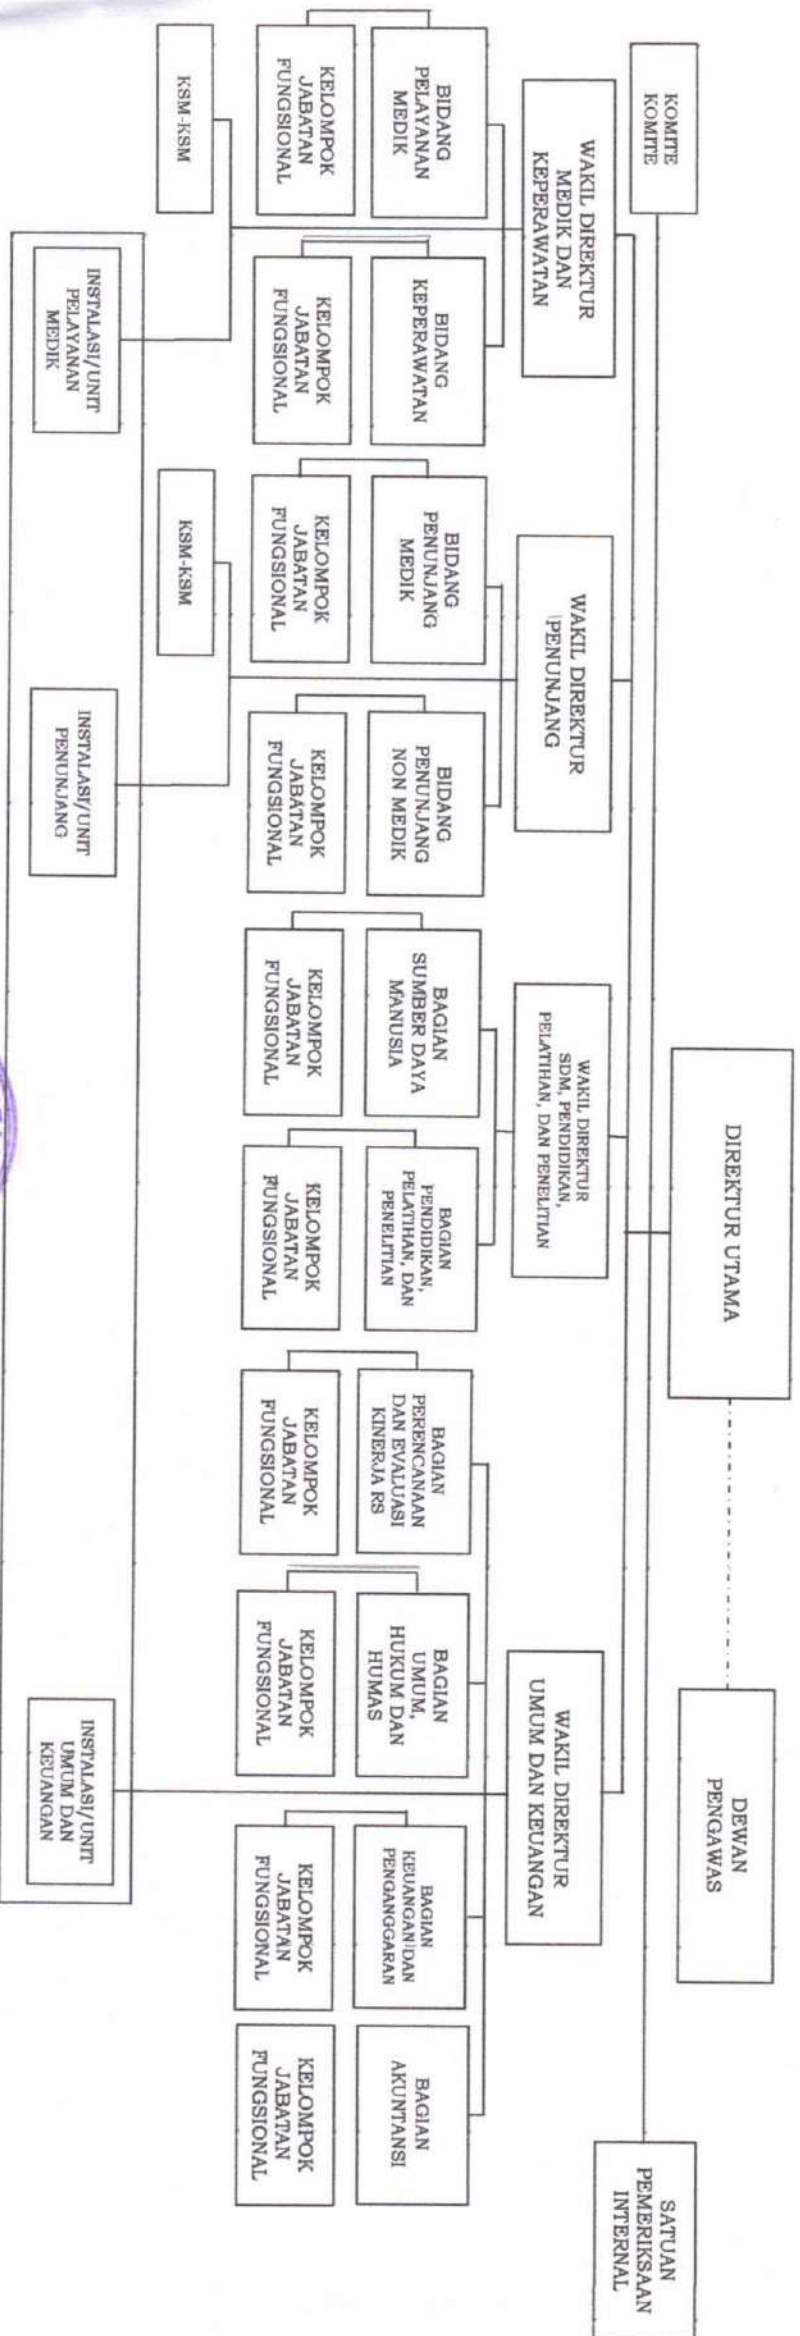 DIREKTUR UTAMA
DEWAN
PENGAWAS
KOMITE
KOMITE
SATUAN
PEMERIKSAAN
INTERNAL
WAKIL DIREKTUR
MEDIK DAN
KEPERAWATAN
WAKIL DIREKTUR
PENUNJANG
WAKIL DIREKTUR
SDM, PENDIDIKAN,
PELATIHAN, DAN PENELITIAN
WAKIL DIREKTUR
UMUM DAN KEUANGAN
BIDANG
PELAYANAN
MEDIK
BIDANG
KEPERAWATAN
BIDANG
PENUNJANG
MEDIK
BIDANG
PENUNJANG
NON MEDIK
BAGIAN
SUMBER DAYA
MANUSIA
BAGIAN
PENDIDIKAN,
PELATIHAN, DAN
PENELITIAN
BAGIAN
PERENCANAAN
DAN EVALUASI
KINERJA RS
BAGIAN
UMUM,
HUKUM DAN
HUMAS
BAGIAN
KEUANGAN DAN
PENGANGGARAN
BAGIAN
AKUNTANSI
KELOMPOK
JABATAN
FUNGSIONAL
KELOMPOK
JABATAN
FUNGSIONAL
KELOMPOK
JABATAN
FUNGSIONAL
KELOMPOK
JABATAN
FUNGSIONAL
KELOMPOK
JABATAN
FUNGSIONAL
KELOMPOK
JABATAN
FUNGSIONAL
KELOMPOK
JABATAN
FUNGSIONAL
KELOMPOK
JABATAN
FUNGSIONAL
KELOMPOK
JABATAN
FUNGSIONAL
KELOMPOK
JABATAN
FUNGSIONAL
KSM-KSM
KSM-KSM
INSTALASI/UNIT
PELAYANAN
MEDIK
INSTALASI/UNIT
PENUNJANG
INSTALASI/UNIT
UMUM DAN
KEUANGAN